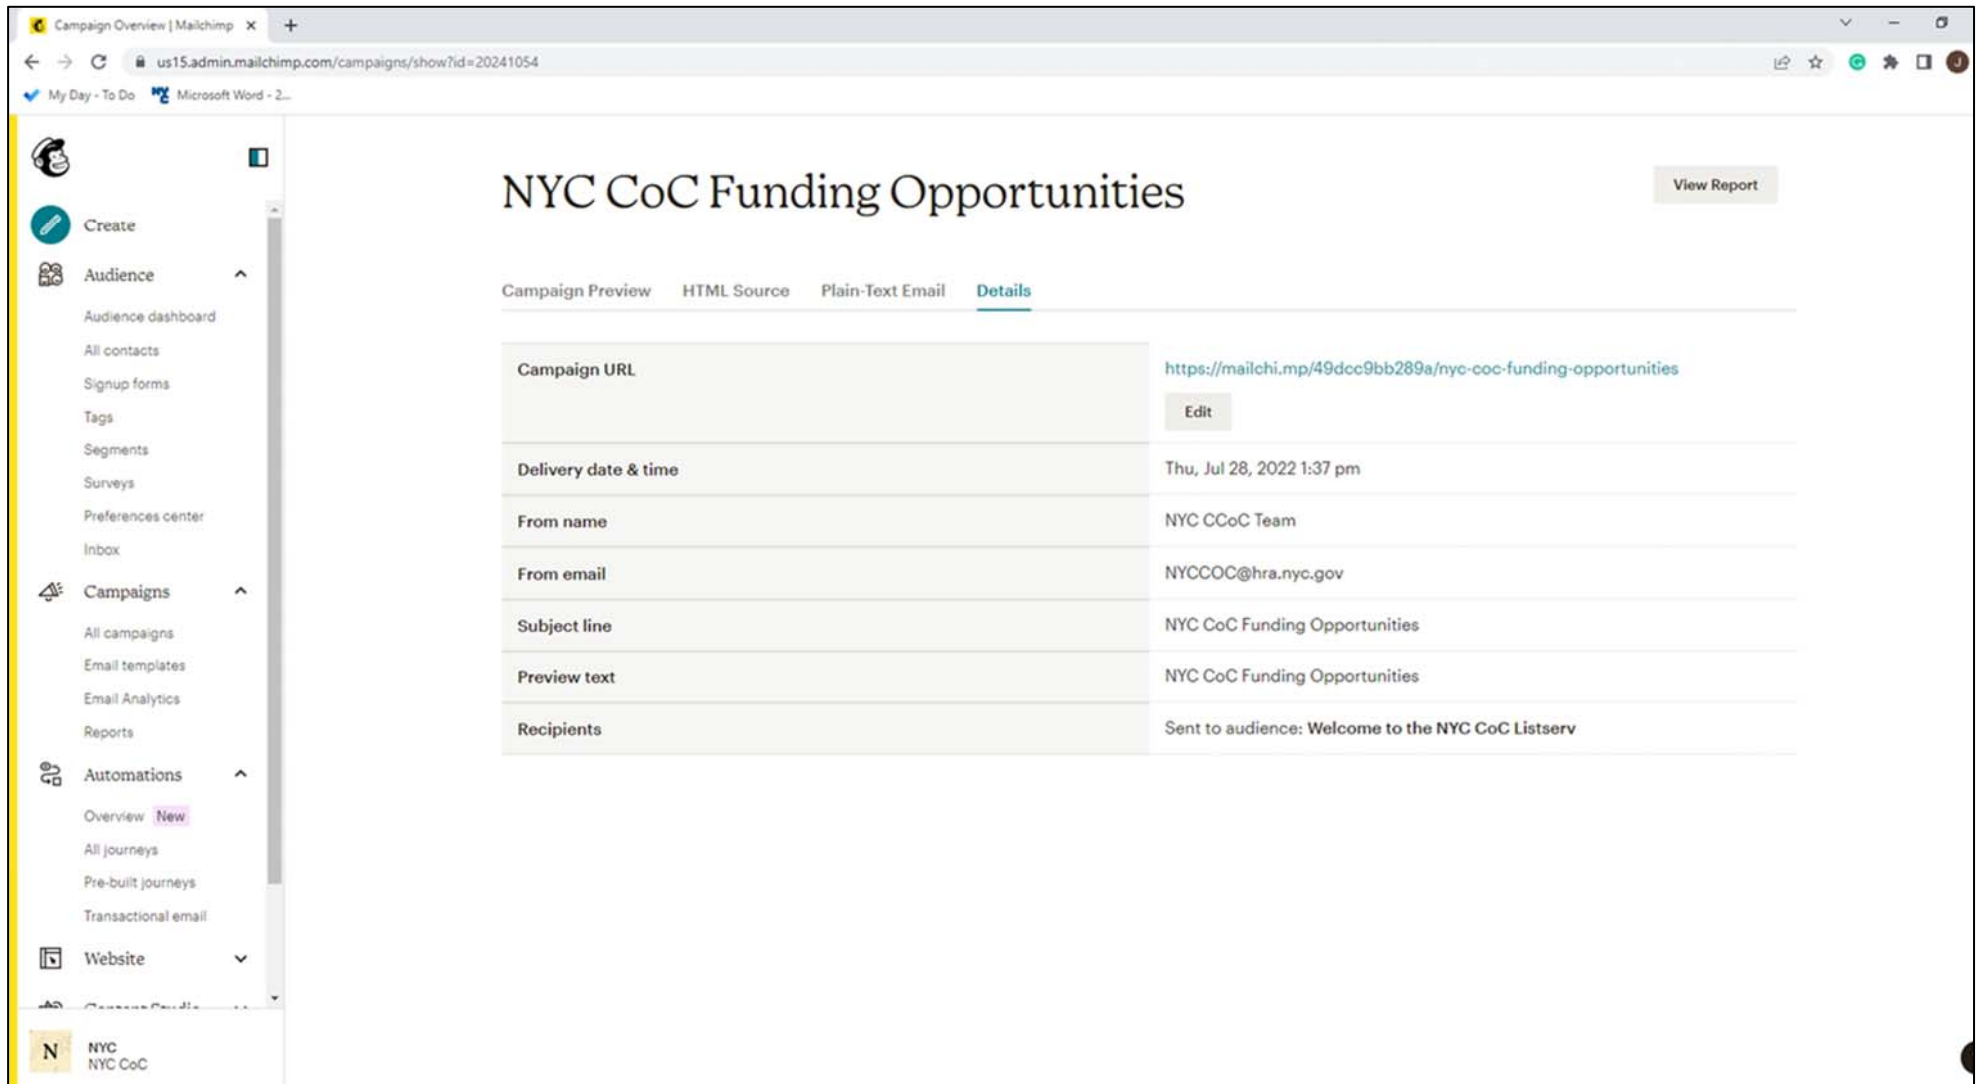 Campaign Overview | Mailchimp
us15.admin.mailchimp.com/campaigns/show?id=20241054
My Day - To Do NYC Microsoft Word - 2...
NYC CoC Funding Opportunities
View Report
Create
Audience
Audience dashboard
All contacts
Signup forms
Tags
Segments
Surveys
Preferences center
Inbox
Campaigns
All campaigns
Email templates
Email Analytics
Reports
Automations
Overview New
All journeys
Pre-built journeys
Transactional email
Website
Content Studio
N
NYC
NYC CoC
Campaign Preview HTML Source Plain-Text Email Details
Campaign URL https://mailchi.mp/49dcc9bb289a/nyc-coc-funding-opportunities
Edit
Delivery date & time Thu, Jul 28, 2022 1:37 pm
From name NYC CCoC Team
From email NYCCOC@hra.nyc.gov
Subject line NYC CoC Funding Opportunities
Preview text NYC CoC Funding Opportunities
Recipients Sent to audience: Welcome to the NYC CoC Listserv
J